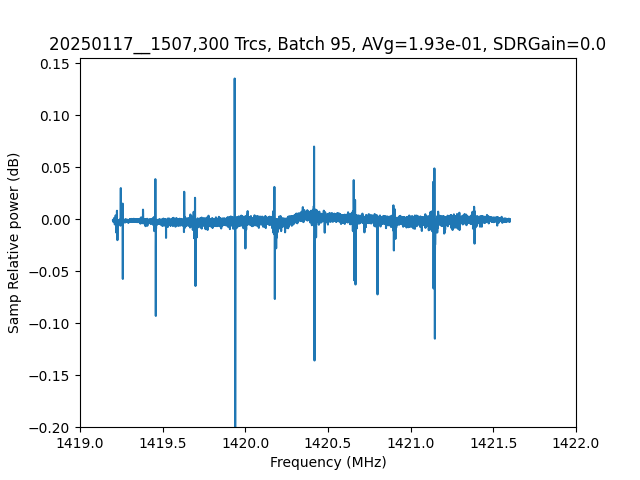 20250117__1507,300 Trcs, Batch 95, AVg=1.93e-01, SDRGain=0.0
0.15
0.10
0.05
0.00
−0.05
−0.10
−0.15
−0.20
Samp Relative power (dB)
1419.0 1419.5 1420.0 1420.5 1421.0 1421.5 1422.0
Frequency (MHz)